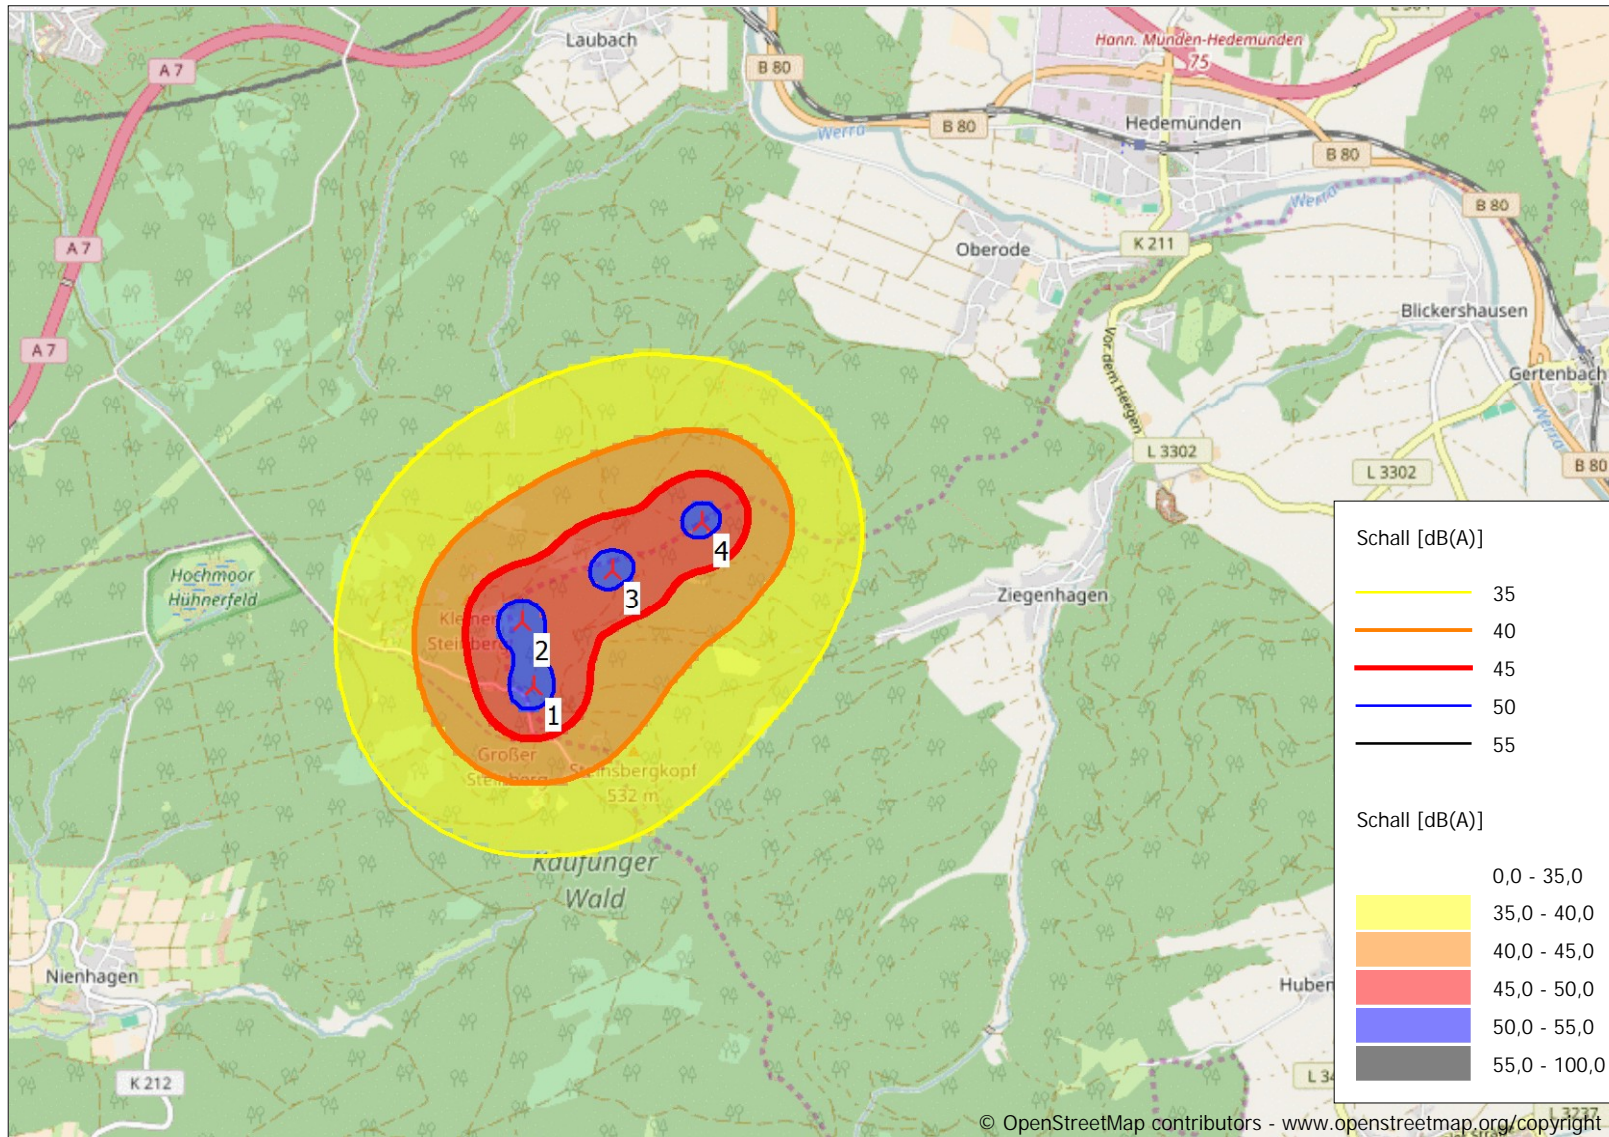 Laubach
Hann. Münden-Hedemünden
75
A 7
B 80
Werra
B 80
Hedemünden
B 80
Werra
B 80
A 7
Oberode
K 211
Blickershausen
A 7
Vor dem Heegen
Gertenbach
Werra
L 3302
L 3302
B 80
4
Hochmoor
Hühnerfeld
3
Ziegenhagen
Kleiner
Steinberg
2
1
Großer
Steinberg
Steinsbergkopf
532 m
Kaufunger
Wald
Nienhagen
K 212
Schall [dB(A)]
35
40
45
50
55
Schall [dB(A)]
0,0 - 35,0
35,0 - 40,0
40,0 - 45,0
45,0 - 50,0
50,0 - 55,0
55,0 - 100,0
Huben
L 34
L 3237
© OpenStreetMap contributors - www.openstreetmap.org/copyright